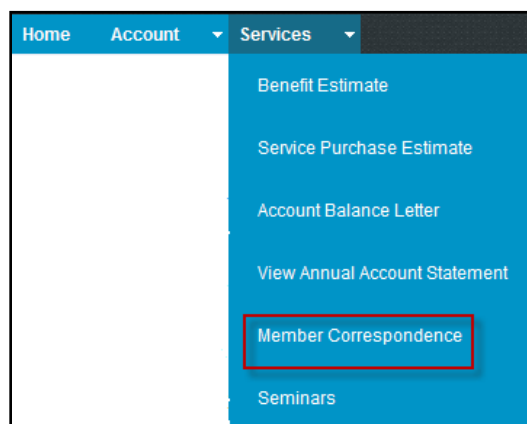 Home Account Services
Benefit Estimate
Service Purchase Estimate
Account Balance Letter
View Annual Account Statement
Member Correspondence
Seminars